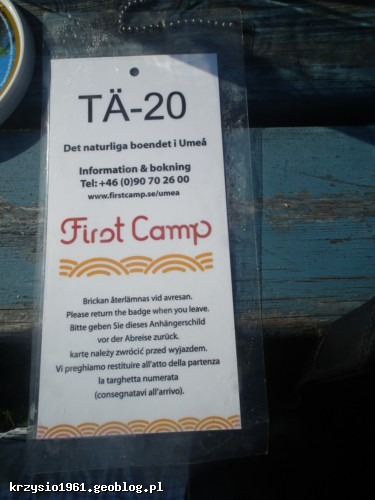 TÄ-20
Det naturliga boendet i Umeå
Information & bokning
Tel: +46 (0)90 70 26 00
www.firstcamp.se/umea
First Camp
Brickan återlämnas vid avresan.
Please return the badge when you leave.
Bitte geben Sie dieses Anhängerschild
vor der Abreise zurück.
kartę należy zwrócić przed wyjazdem.
Vi preghiamo restituire all'atto della partenza
la targhetta numerata
(consegnatavi all'arrivo).
krzysio1961.geoblog.pl